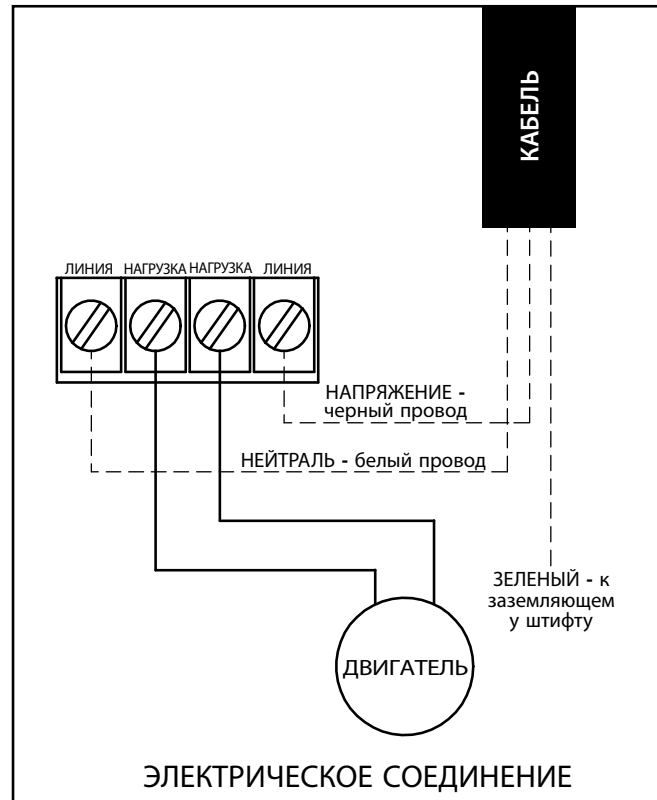 КАБЕЛЬ
ЛИНИЯ НАГРУЗКА НАГРУЗКА ЛИНИЯ
НАПРЯЖЕНИЕ -
черный провод
НЕЙТРАЛЬ - белый провод
ЗЕЛЕНЫЙ - к
заземляющем
у штифту
ДВИГАТЕЛЬ
ЭЛЕКТРИЧЕСКОЕ СОЕДИНЕНИЕ